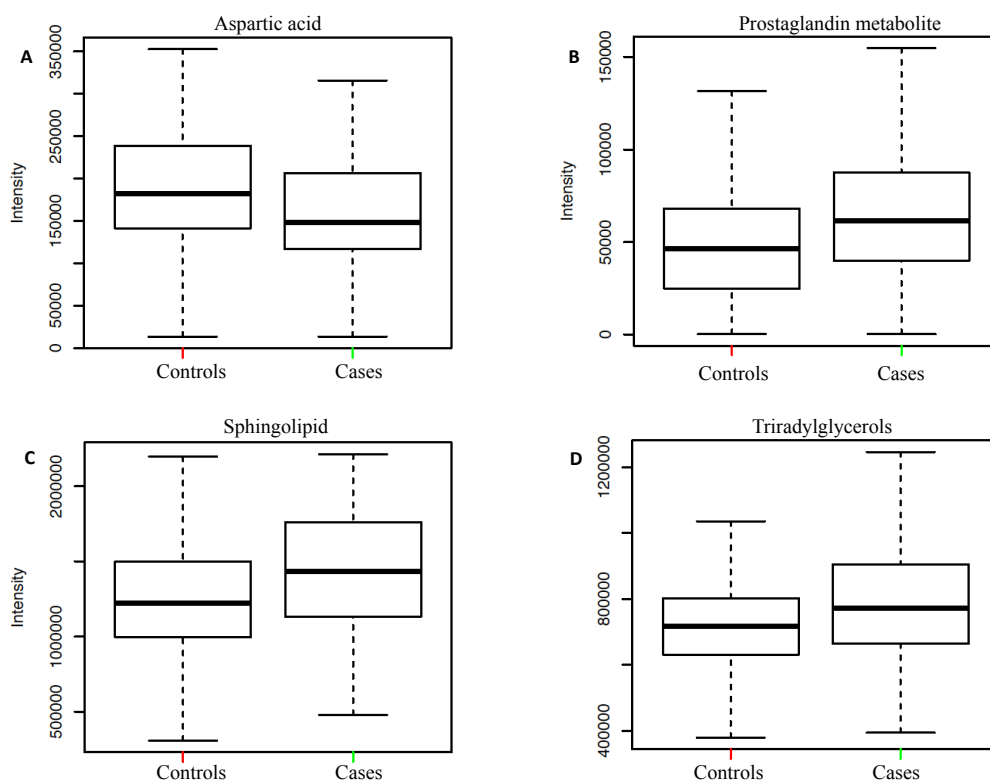 Aspartic acid
A
Intensity
350000
250000
150000
50000
0
Controls
Cases
Prostaglandin metabolite
B
Intensity
150000
100000
50000
0
Controls
Cases
Sphingolipid
C
Intensity
2000000
1000000
500000
Controls
Cases
Triradylglycerols
D
1200000
800000
400000
Controls
Cases